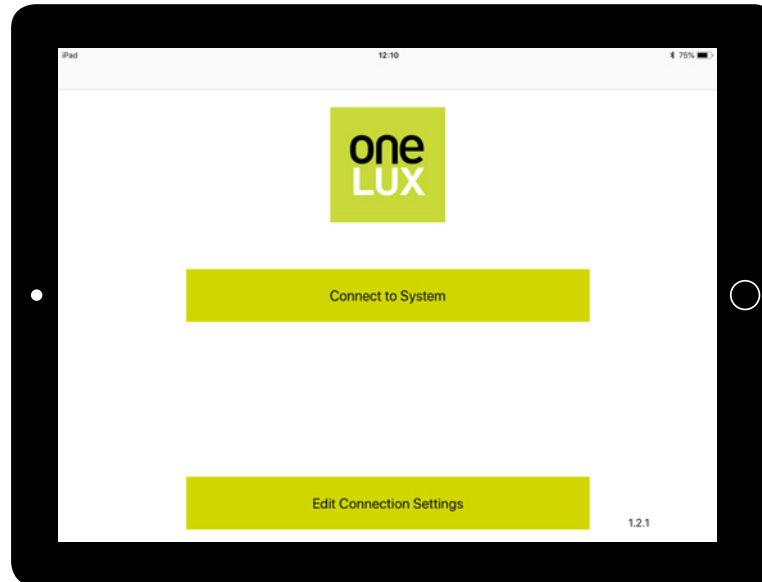 iPad
12:10
75%
one
LUX
Connect to System
Edit Connection Settings
1.2.1